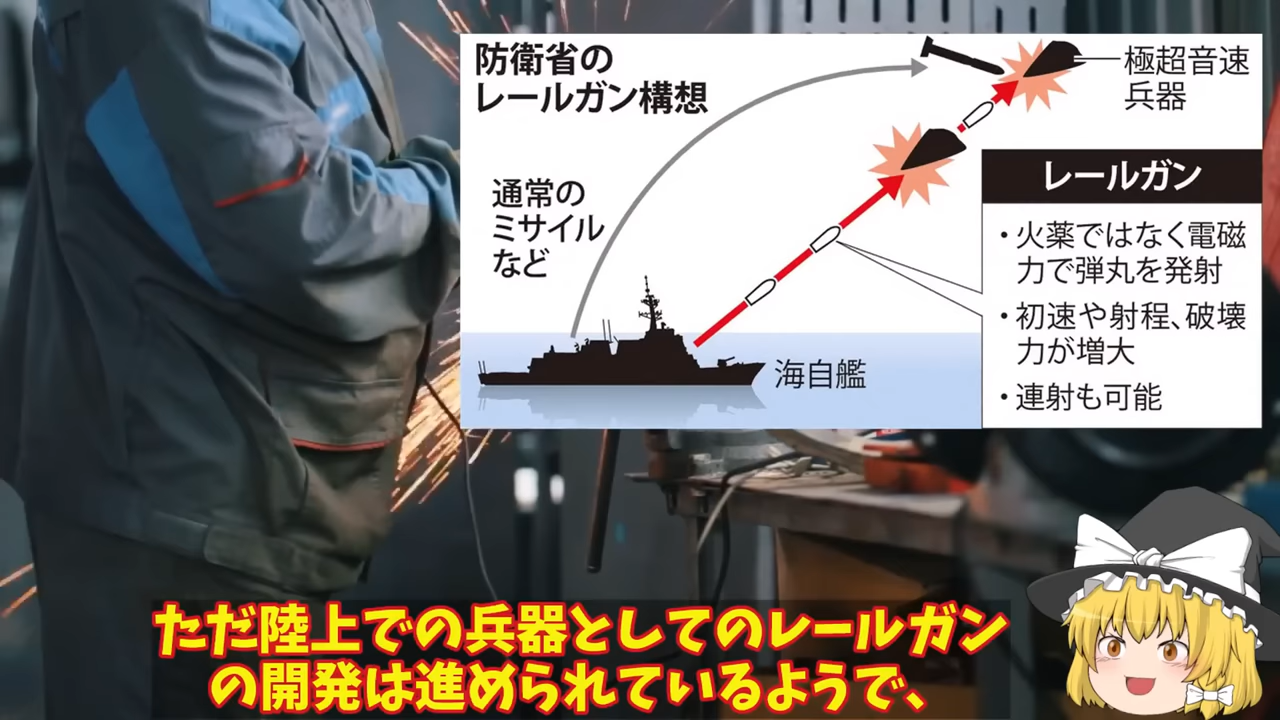 防衛省の
レールガン構想
極超音速
兵器
通常の
ミサイル
など
レールガン
・火薬ではなく電磁
力で弾丸を発射
・初速や射程、破壊
力が増大
・連射も可能
海自艦
ただ陸上での兵器としてのレールガン
の開発は進められているようで、